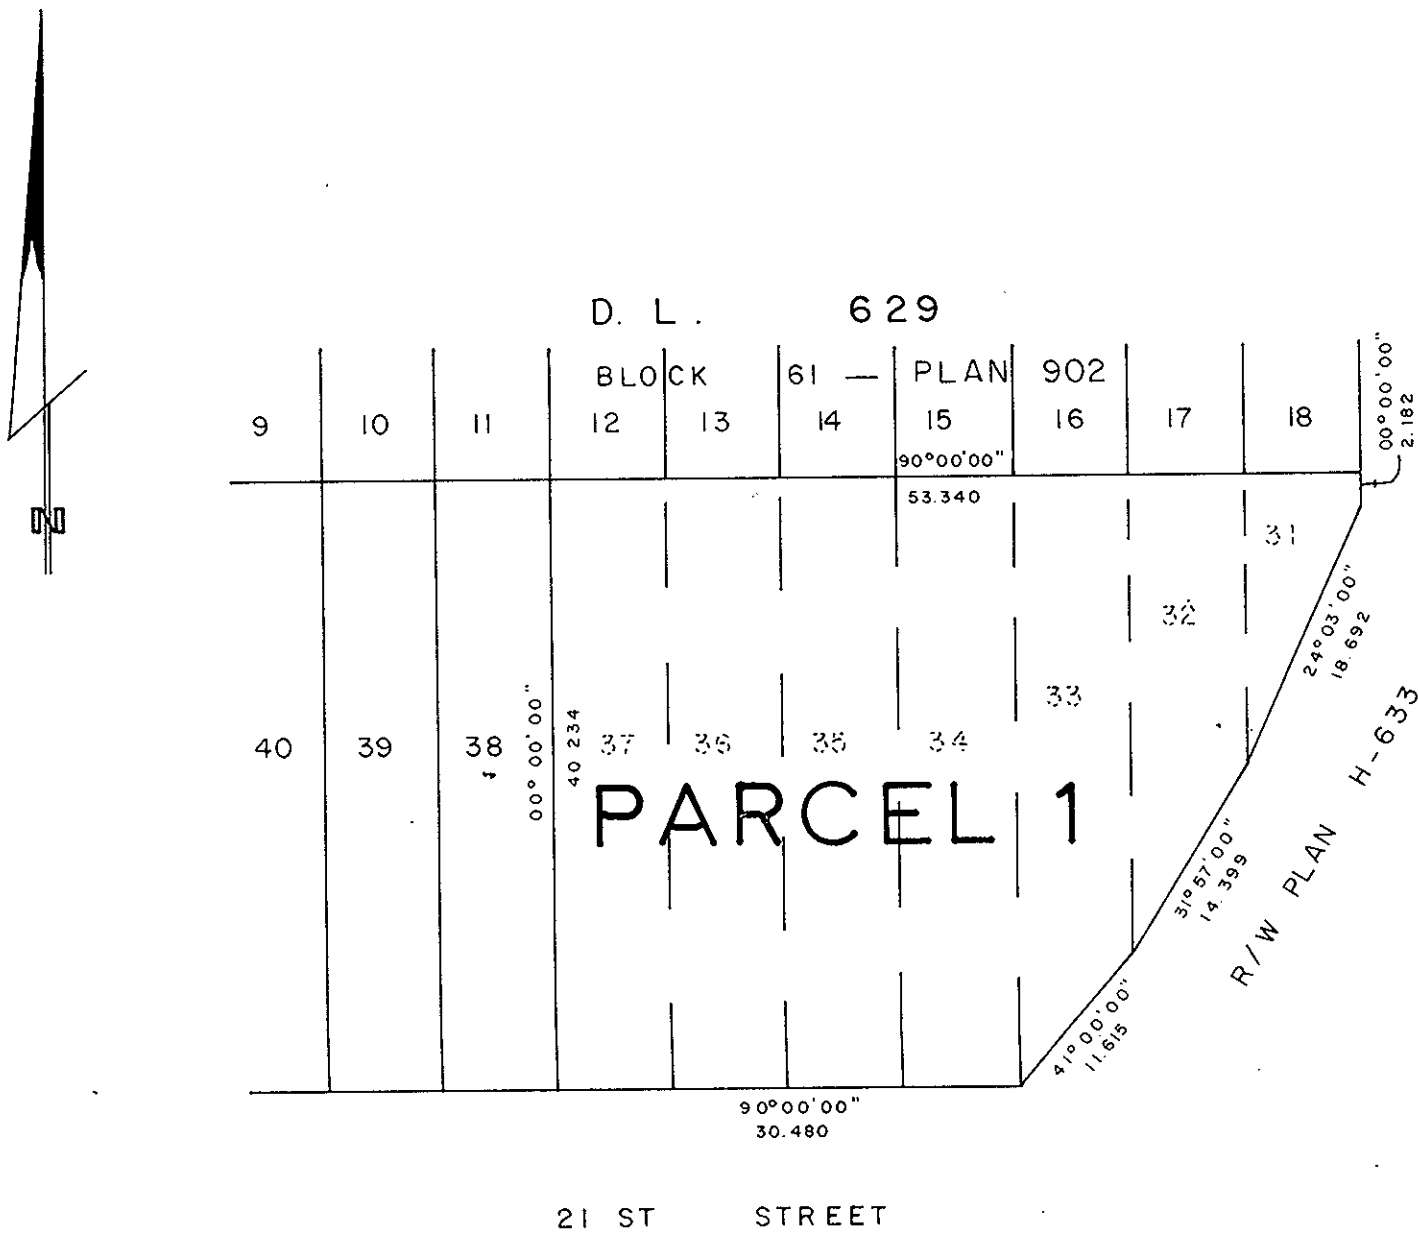 D. L. 629
BLOCK 61 — PLAN 902
9 10 11 12 13 14 15 16 17 18
00°00'00"
2.182
90°00'00"
53.340
N
31
32
33
24°03'00"
18.692
40 39 38 37 36 35 34
00°00'00"
40 234
PARCEL 1
R/W PLAN H-633
31°57'00"
14.399
41°00'00"
11.615
90°00'00"
30.480
21 ST STREET